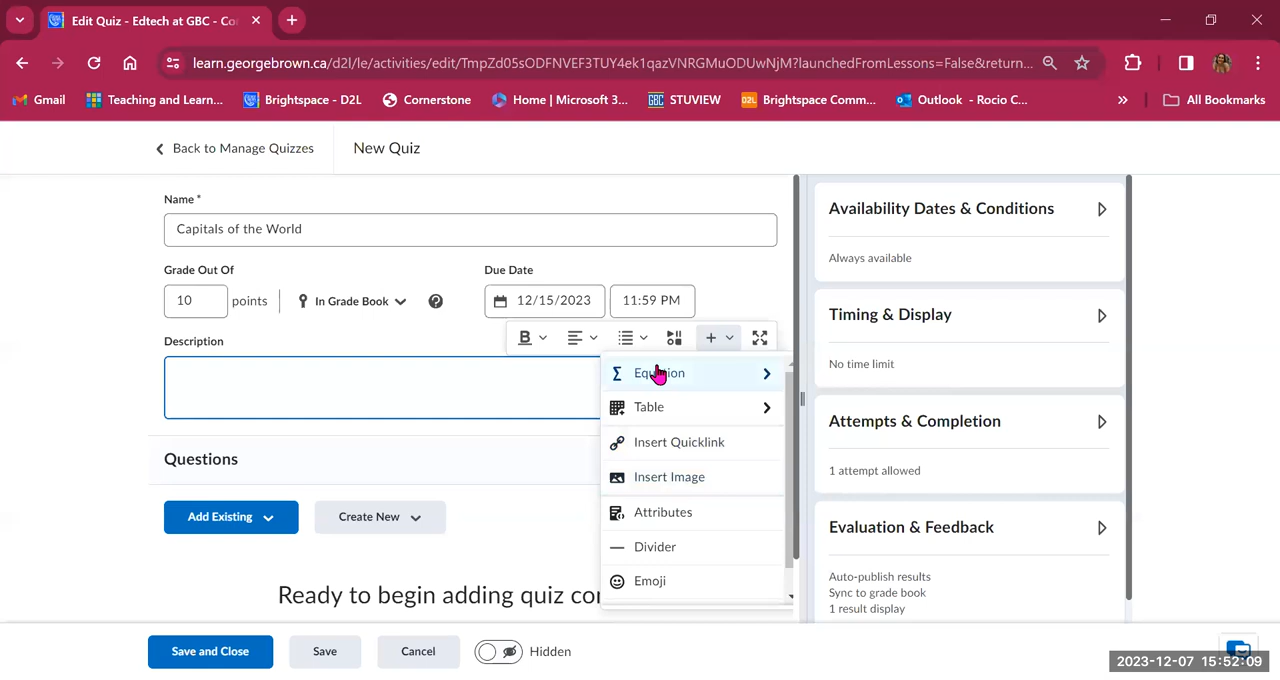 Edit Quiz - Edtech at GBC - Co
learn.georgebrown.ca/d2l/le/activities/edit/TmpZd05sODFNVEF3TUY4ek1qazVNRGMuODUwNjM?launchedFromLessons=False&return...
Gmail
Teaching and Learn...
Brightspace - D2L
Cornerstone
Home | Microsoft 3...
GBC STUVIEW
D2L Brightspace Comm...
Outlook - Rocio C...
All Bookmarks
Back to Manage Quizzes
New Quiz
Name *
Capitals of the World
Grade Out Of
10 points
In Grade Book
Due Date
12/15/2023
11:59 PM
Description
B
Equation
Table
Insert Quicklink
Insert Image
Attributes
Divider
Emoji
Questions
Add Existing
Create New
Ready to begin adding quiz co
Availability Dates & Conditions
Always available
Timing & Display
No time limit
Attempts & Completion
1 attempt allowed
Evaluation & Feedback
Auto-publish results
Sync to grade book
1 result display
Save and Close
Save
Cancel
Hidden
2023-12-07 15:52:09